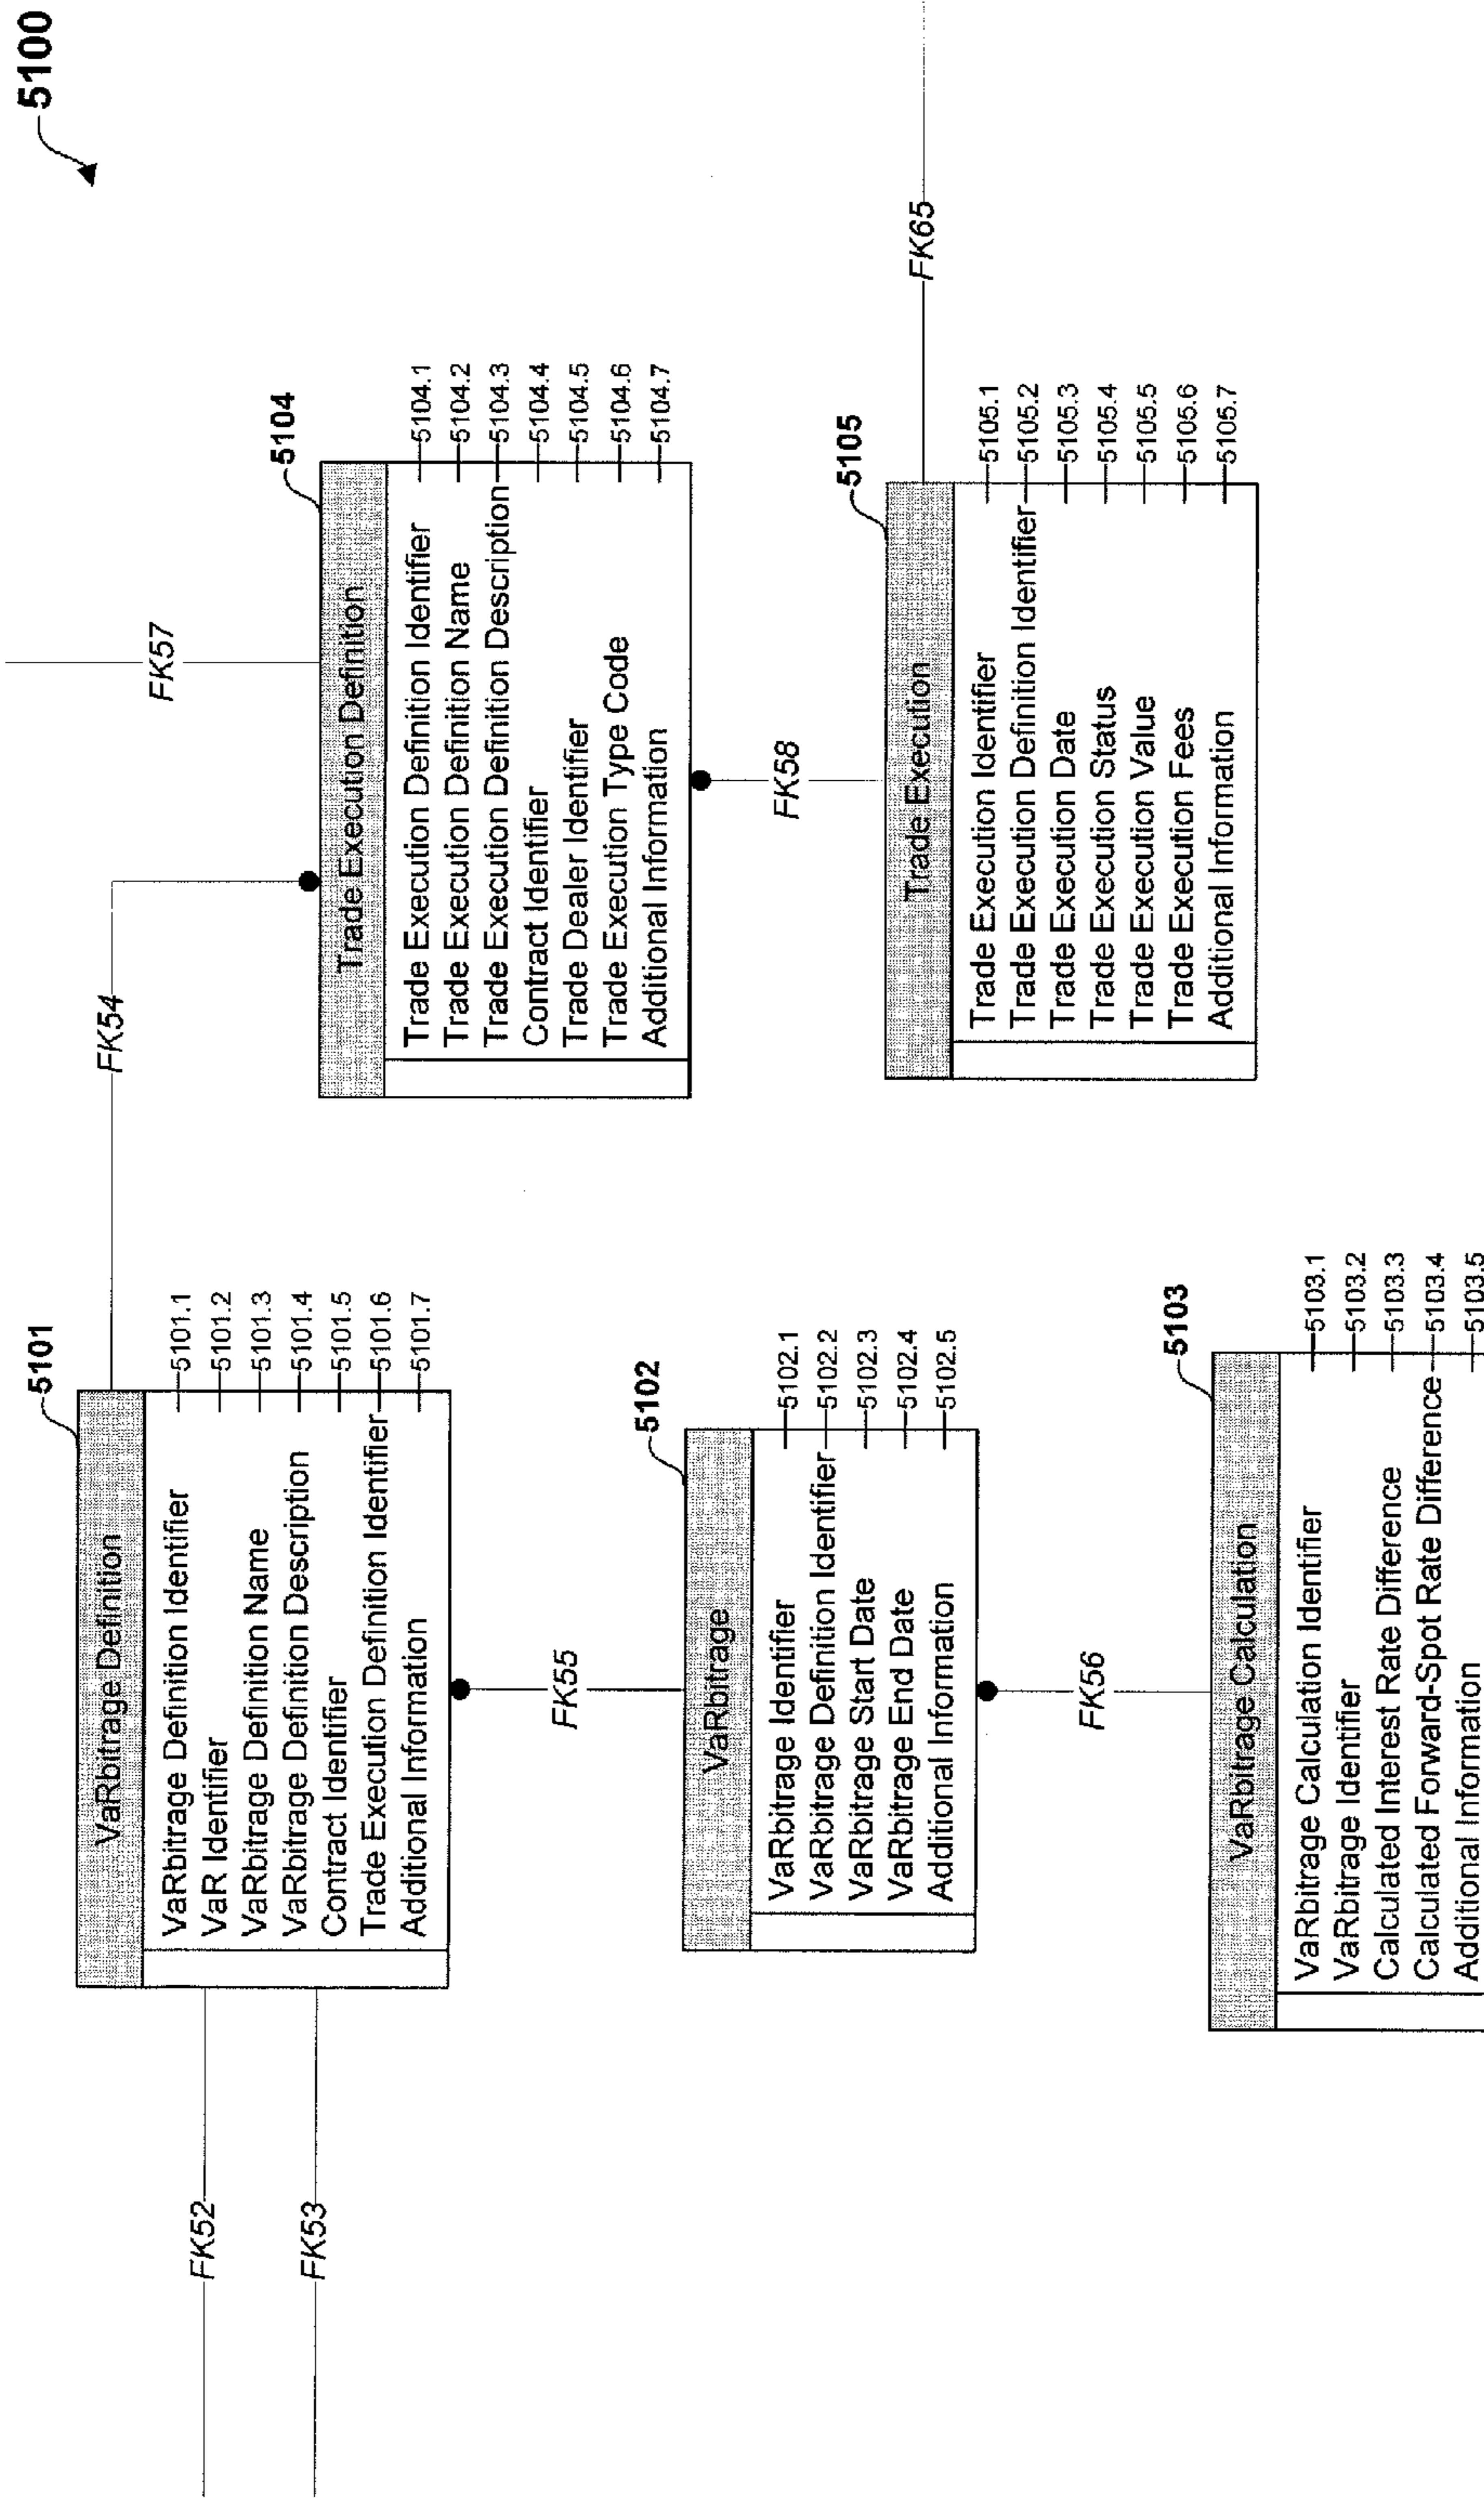 5100
FK52
FK53
FK54
FK57
5101
VaRbitrage Definition
VaRbitrage Definition Identifier 5101.1
VaR Identifier 5101.2
VaRbitrage Definition Name 5101.3
VaRbitrage Definition Description 5101.4
Contract Identifier 5101.5
Trade Execution Definition Identifier 5101.6
Additional Information 5101.7
5104
Trade Execution Definition
Trade Execution Definition Identifier 5104.1
Trade Execution Definition Name 5104.2
Trade Execution Definition Description 5104.3
Contract Identifier 5104.4
Trade Dealer Identifier 5104.5
Trade Execution Type Code 5104.6
Additional Information 5104.7
FK55
FK58
5102
VaRbitrage
VaRbitrage Identifier 5102.1
VaRbitrage Definition Identifier 5102.2
VaRbitrage Start Date 5102.3
VaRbitrage End Date 5102.4
Additional Information 5102.5
5105
Trade Execution
FK65
Trade Execution Identifier 5105.1
Trade Execution Definition Identifier 5105.2
Trade Execution Date 5105.3
Trade Execution Status 5105.4
Trade Execution Value 5105.5
Trade Execution Fees 5105.6
Additional Information 5105.7
FK56
5103
VaRbitrage Calculation
VaRbitrage Calculation Identifier 5103.1
VaRbitrage Identifier 5103.2
Calculated Interest Rate Difference 5103.3
Calculated Forward-Spot Rate Difference 5103.4
Additional Information 5103.5